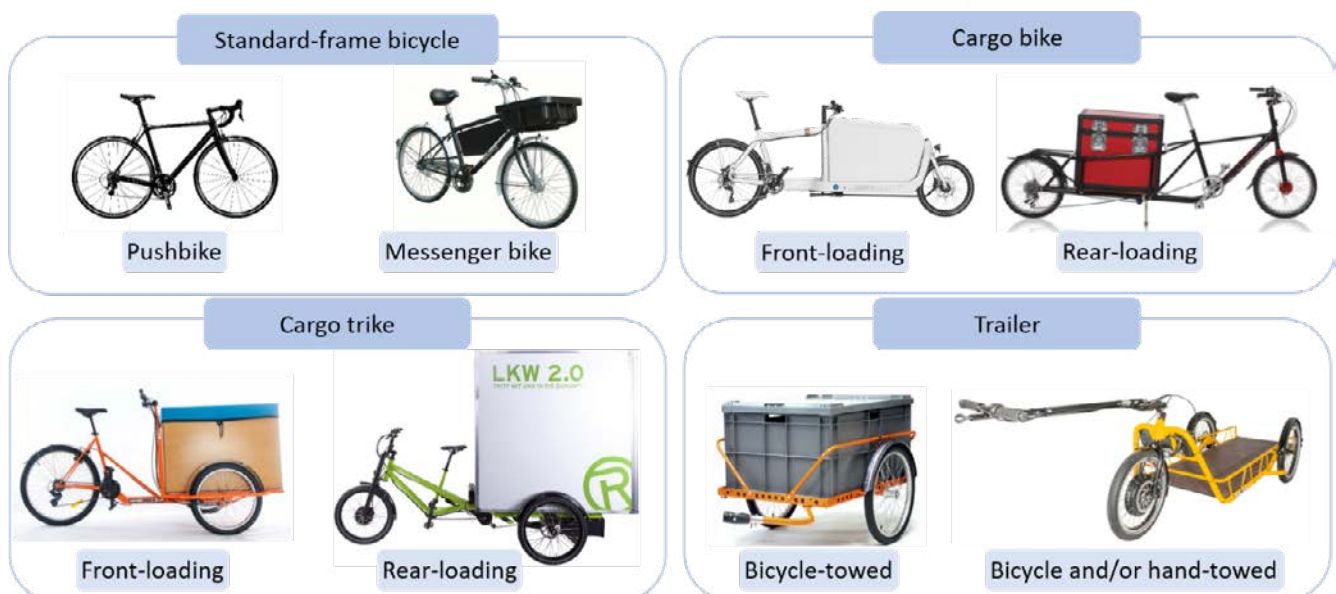 Standard-frame bicycle
Pushbike
Messenger bike
Cargo bike
Front-loading
Rear-loading
Cargo trike
LKW 2.0
R
Front-loading
Rear-loading
Trailer
Bicycle-towed
Bicycle and/or hand-towed